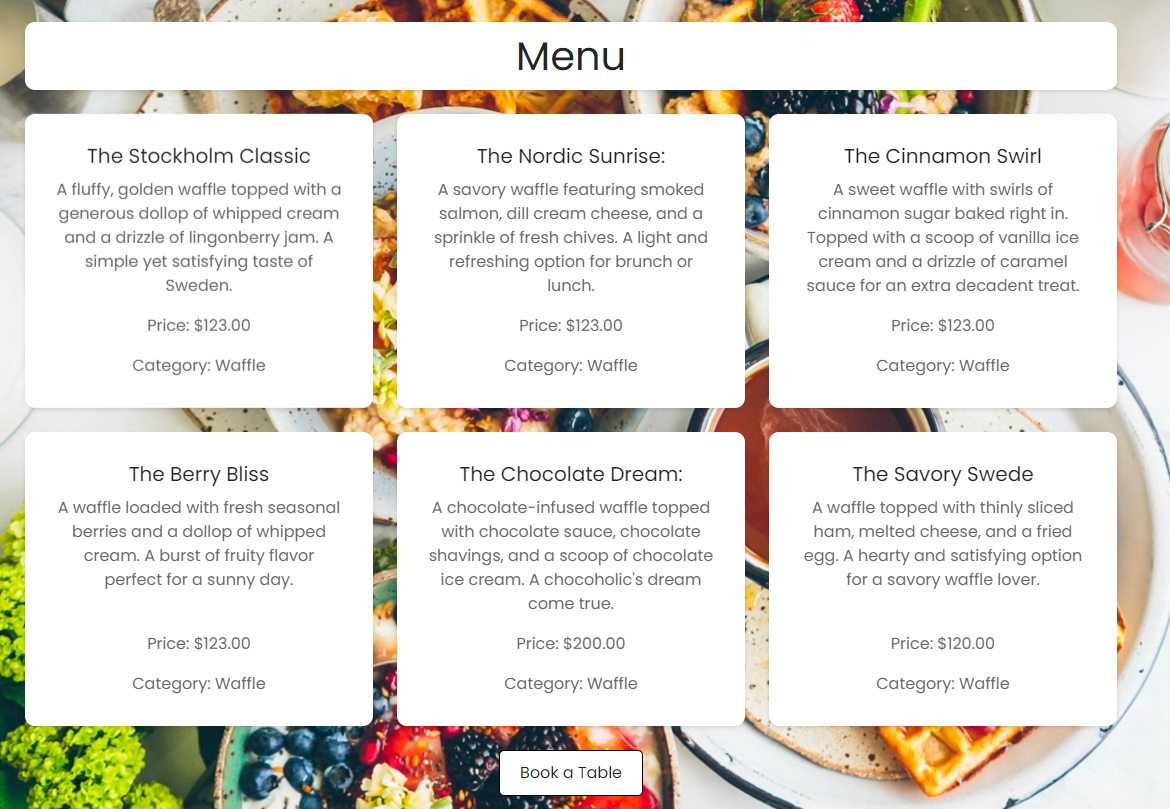 Menu
The Stockholm Classic
A fluffy, golden waffle topped with a
generous dollop of whipped cream
and a drizzle of lingonberry jam. A
simple yet satisfying taste of
Sweden.
Price: $123.00
Category: Waffle
The Nordic Sunrise:
A savory waffle featuring smoked
salmon, dill cream cheese, and a
sprinkle of fresh chives. A light and
refreshing option for brunch or
lunch.
Price: $123.00
Category: Waffle
The Cinnamon Swirl
A sweet waffle with swirls of
cinnamon sugar baked right in.
Topped with a scoop of vanilla ice
cream and a drizzle of caramel
sauce for an extra decadent treat.
Price: $123.00
Category: Waffle
The Berry Bliss
A waffle loaded with fresh seasonal
berries and a dollop of whipped
cream. A burst of fruity flavor
perfect for a sunny day.
Price: $123.00
Category: Waffle
The Chocolate Dream:
A chocolate-infused waffle topped
with chocolate sauce, chocolate
shavings, and a scoop of chocolate
ice cream. A chocoholic's dream
come true.
Price: $200.00
Category: Waffle
The Savory Swede
A waffle topped with thinly sliced
ham, melted cheese, and a fried
egg. A hearty and satisfying option
for a savory waffle lover.
Price: $120.00
Category: Waffle
Book a Table